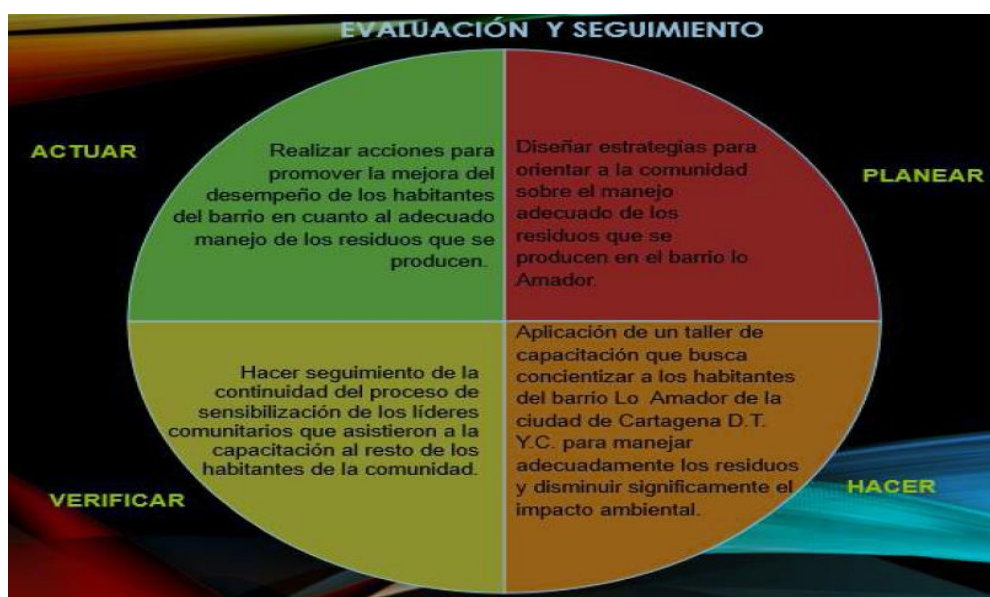 EVALUACIÓN Y SEGUIMIENTO
ACTUAR
Realizar acciones para
promover la mejora del
desempeño de los habitantes
del barrio en cuanto al adecuado
manejo de los residuos que se
producen.
PLANEAR
Diseñar estrategias para
orientar a la comunidad
sobre el manejo
adecuado de los
residuos que se
producen en el barrio lo
Amador.
VERIFICAR
Hacer seguimiento de la
continuidad del proceso de
sensibilización de los líderes
comunitarios que asistieron a la
capacitación al resto de los
habitantes de la comunidad.
HACER
Aplicación de un taller de
capacitación que busca
concientizar a los habitantes
del barrio Lo Amador de la
ciudad de Cartagena D.T.
Y.C. para manejar
adecuadamente los residuos
y disminuir significamente el
impacto ambiental.